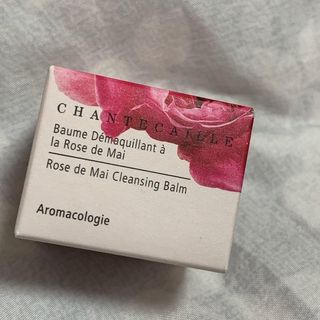 CHANTECAILLE
Baume Démaquillant à
la Rose de Mai
Rose de Mai Cleansing Balm
Aromacologie